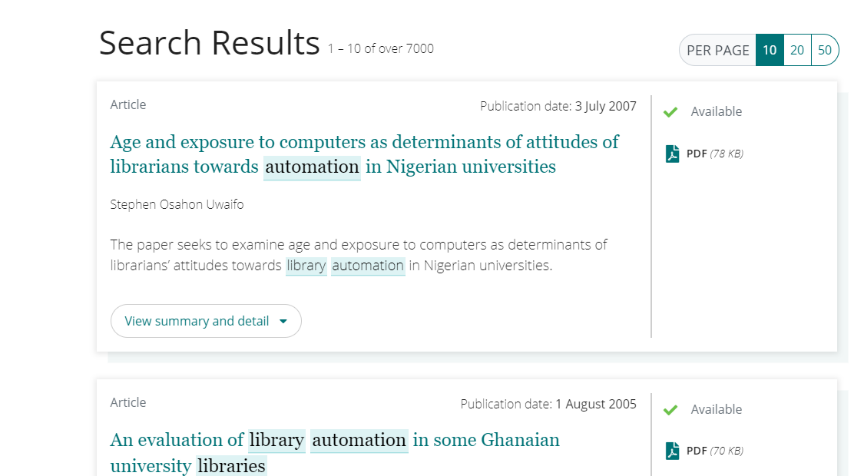 Search Results 1 – 10 of over 7000
PER PAGE 10 20 50
Article
Publication date: 3 July 2007
Available
Age and exposure to computers as determinants of attitudes of
librarians towards automation in Nigerian universities
PDF (78 KB)
Stephen Osahon Uwaifo
The paper seeks to examine age and exposure to computers as determinants of
librarians’ attitudes towards library automation in Nigerian universities.
View summary and detail
Article
Publication date: 1 August 2005
Available
An evaluation of library automation in some Ghanaian
university libraries
PDF (70 KB)